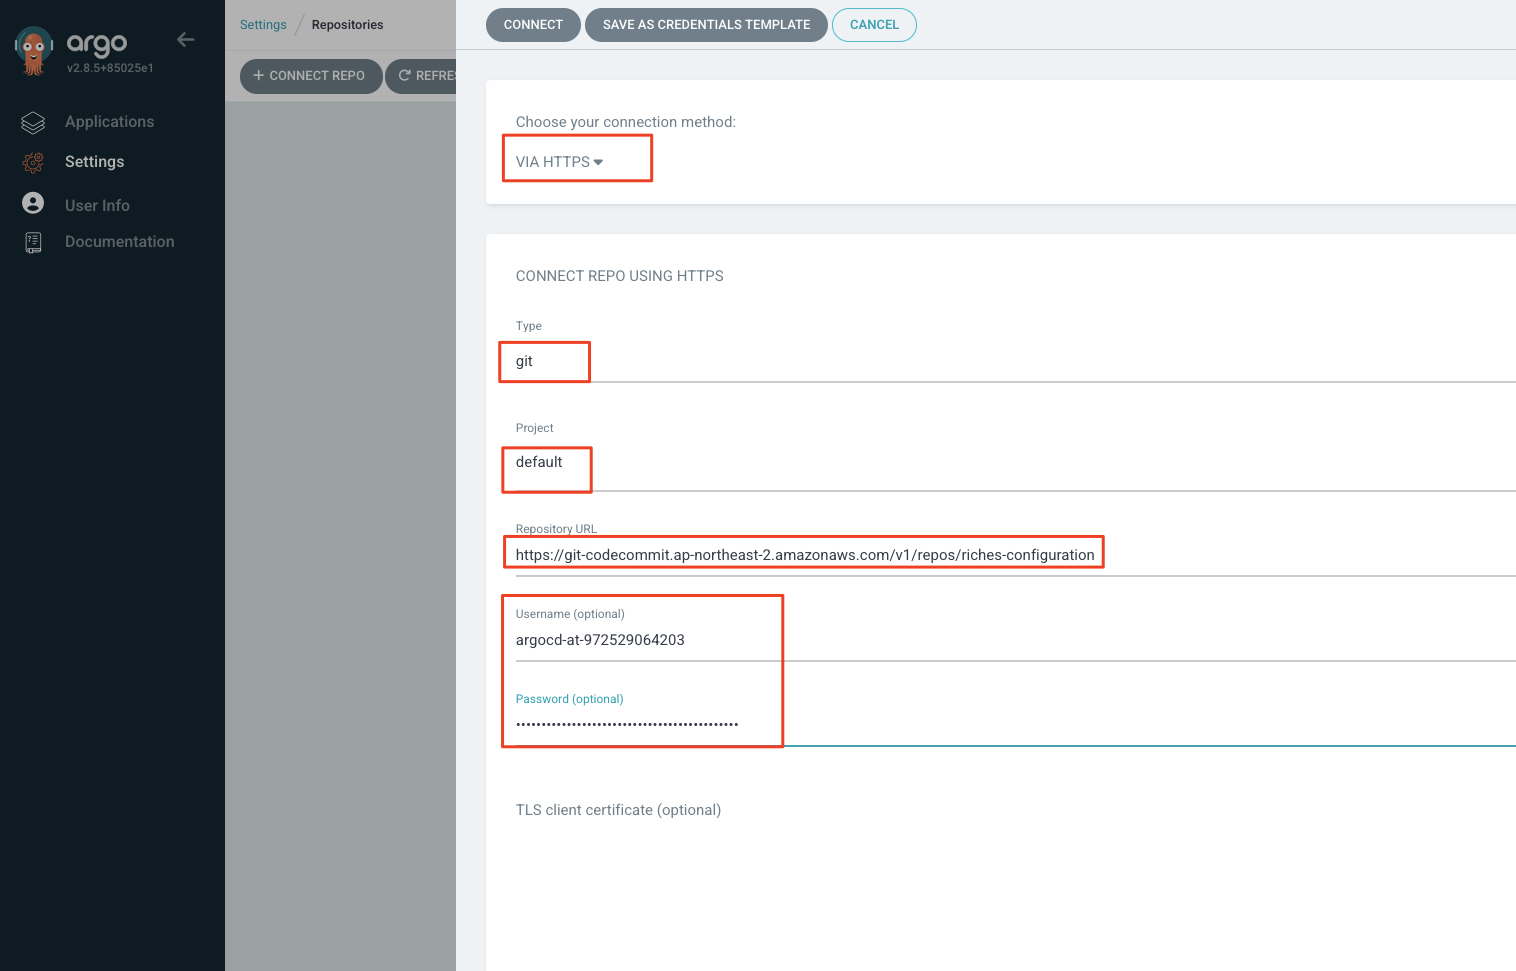 argo
v2.8.5+85025e1
Applications
Settings
User Info
Documentation
Settings / Repositories
+ CONNECT REPO
REFRES
CONNECT
SAVE AS CREDENTIALS TEMPLATE
CANCEL
Choose your connection method:
VIA HTTPS
CONNECT REPO USING HTTPS
Type
git
Project
default
Repository URL
https://git-codecommit.ap-northeast-2.amazonaws.com/v1/repos/riches-configuration
Username (optional)
argocd-at-972529064203
Password (optional)
TLS client certificate (optional)